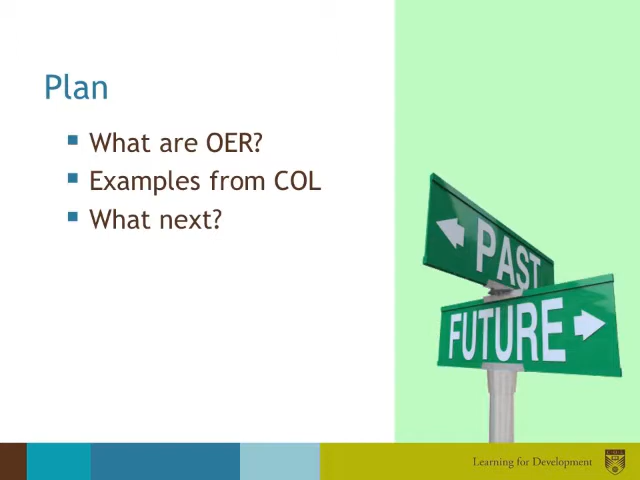 Plan
What are OER?
Examples from COL
What next?
PAST
FUTURE
Learning for Development